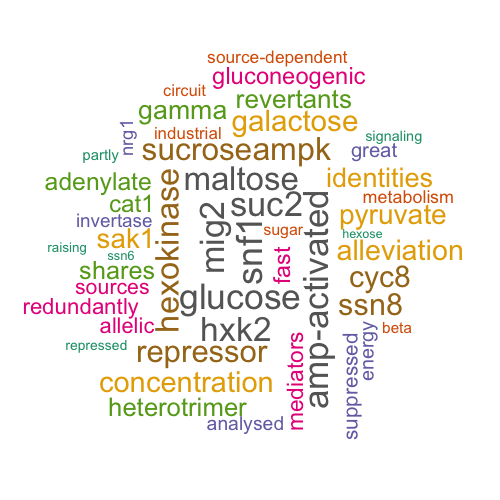 source-dependent
gluconeogenic
circuit
revertants
gamma
galactose
nrg1
industrial
signaling
partly
sucrose
ampk
great
adenylate
maltose
identities
cat1
hexokinase
suc2
metabolism
invertase
mig2
snf1
sugar
pyruvate
sak1
hexose
raising
ssn6
fast
amp-activated
alleviation
shares
cyc8
sources
glucose
redundantly
ssn8
allelic
hxk2
beta
repressed
repressor
mediators
suppressed
energy
concentration
heterotrimer
analysed